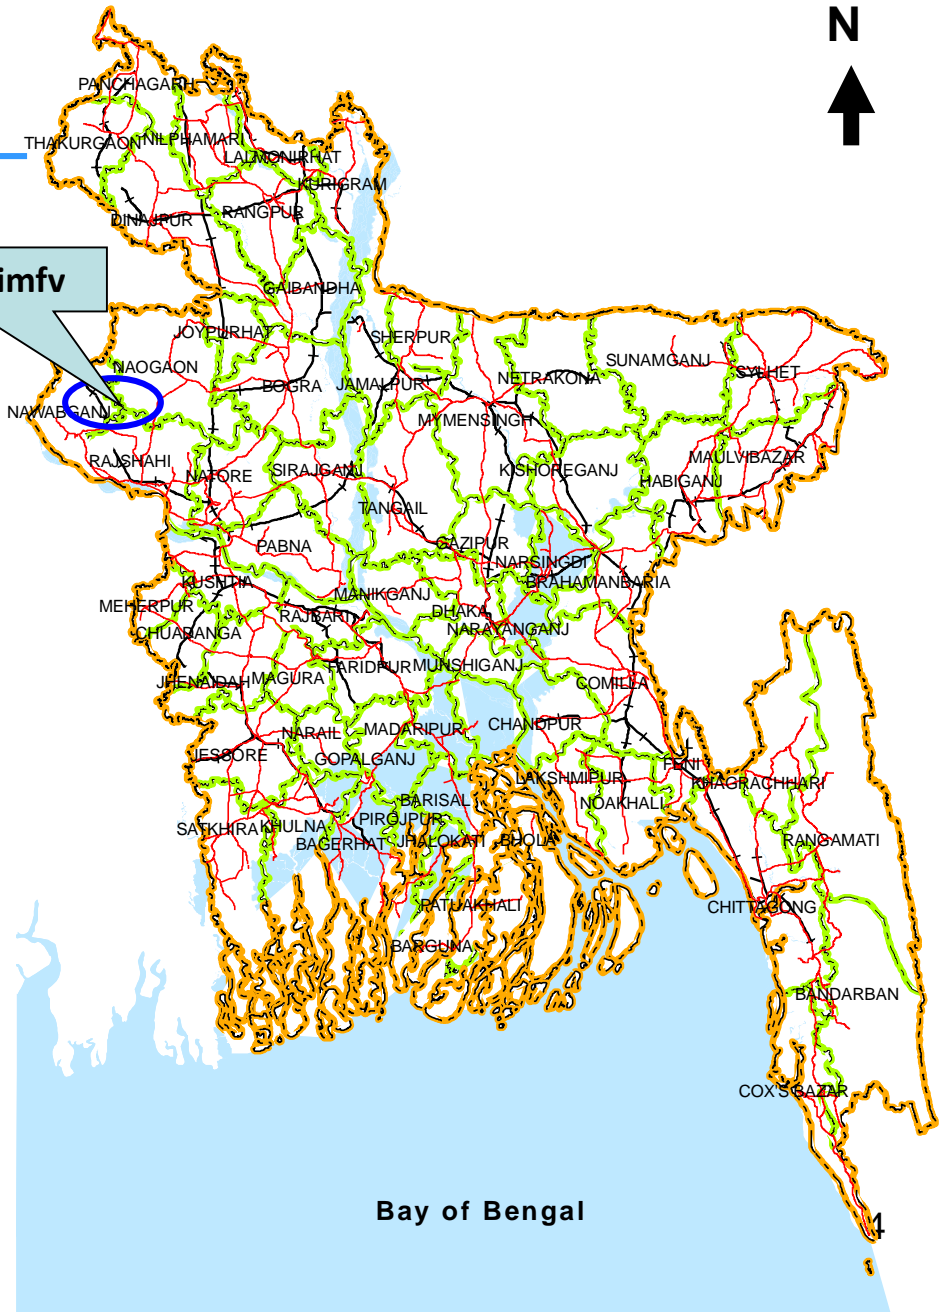 N
PANCHAGARH
THAKURGAON
NILPHAMARI
LALMONIRHAT
KURIGRAM
DINAJPUR
RANGPUR
imfv
GAIBANDHA
JOYPURHAT
SHERPUR
NAOGAON
BOGRA
JAMALPUR
NETRAKONA
SUNAMGANJ
SYLHET
NAWABGANJ
MYMENSINGH
RAJSHAHI
NATORE
SIRAJGANJ
KISHOREGANJ
MAULVIBAZAR
HABIGANJ
TANGAIL
PABNA
GAZIPUR
NARSINGDI
KUSHTIA
BRAHAMANBARIA
MEHERPUR
MANIKGANJ
DHAKA
RAJBARI
NARAYANGANJ
CHUADANGA
FARIDPUR
MUNSHIGANJ
JHENAIDAH
MAGURA
COMILLA
NARAIL
MADARIPUR
CHANDPUR
JESSORE
GOPALGANJ
FENI
LAKSHMIPUR
KHAGRACHHARI
BARISAL
NOAKHALI
PIROJPUR
SATKHIRA
KHULNA
BAGERHAT
JHALOKATI
BHOLA
RANGAMATI
PATUAKHALI
CHITTAGONG
BARGUNA
BANDARBAN
COX'S BAZAR
Bay of Bengal
4